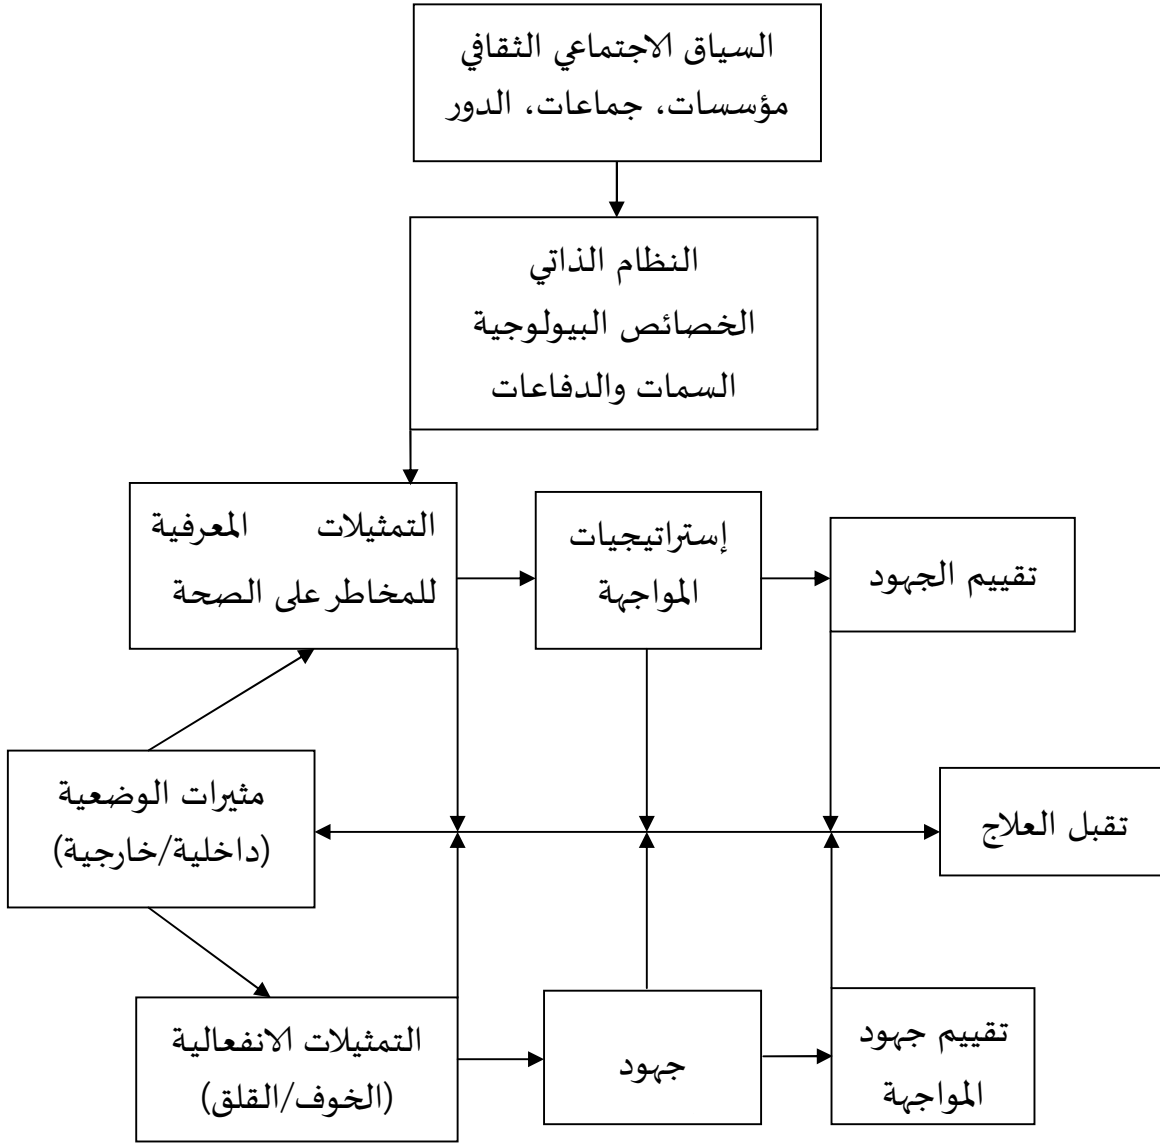 السياق الاجتماعي الثقافي
مؤسسات، جماعات، الدور
النظام الذاتي
الخصائص البيولوجية
السمات والدفاعات
التمثيلات المعرفية
للمخاطر على الصحة
إستراتيجيات
المواجهة
تقييم الجهود
مثيرات الوضعية
(داخلية/خارجية)
تقبل العلاج
التمثيلات الانفعالية
(الخوف/القلق)
جهود
تقييم جهود
المواجهة